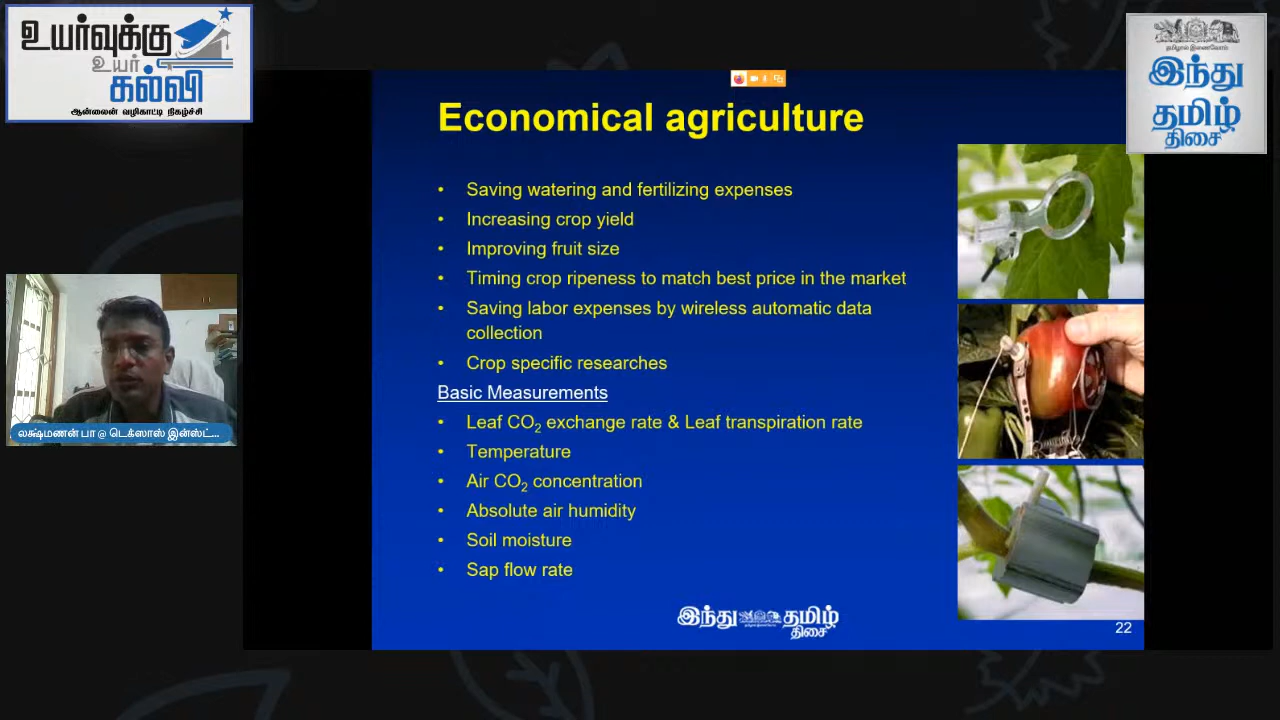 உயர்வுக்கு
உயர்
கல்வி
ஆன்லைன் வழிகாட்டி நிகழ்ச்சி
தமிழால் இணைவோம்
இந்து
தமிழ்
திசை
Economical agriculture
• Saving watering and fertilizing expenses
• Increasing crop yield
• Improving fruit size
• Timing crop ripeness to match best price in the market
• Saving labor expenses by wireless automatic data
collection
• Crop specific researches
Basic Measurements
• Leaf CO₂ exchange rate & Leaf transpiration rate
• Temperature
• Air CO₂ concentration
• Absolute air humidity
• Soil moisture
• Sap flow rate
லக்ஷ்மணன் பா @ டெக்ஸாஸ் இன்ஸ்ட்...
இந்து தமிழ்
திசை
22